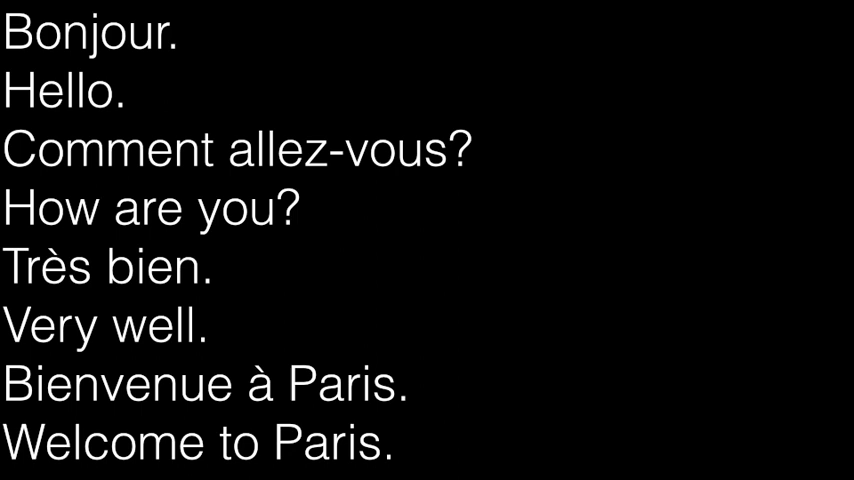 Bonjour.
Hello.
Comment allez-vous?
How are you?
Très bien.
Very well.
Bienvenue à Paris.
Welcome to Paris.